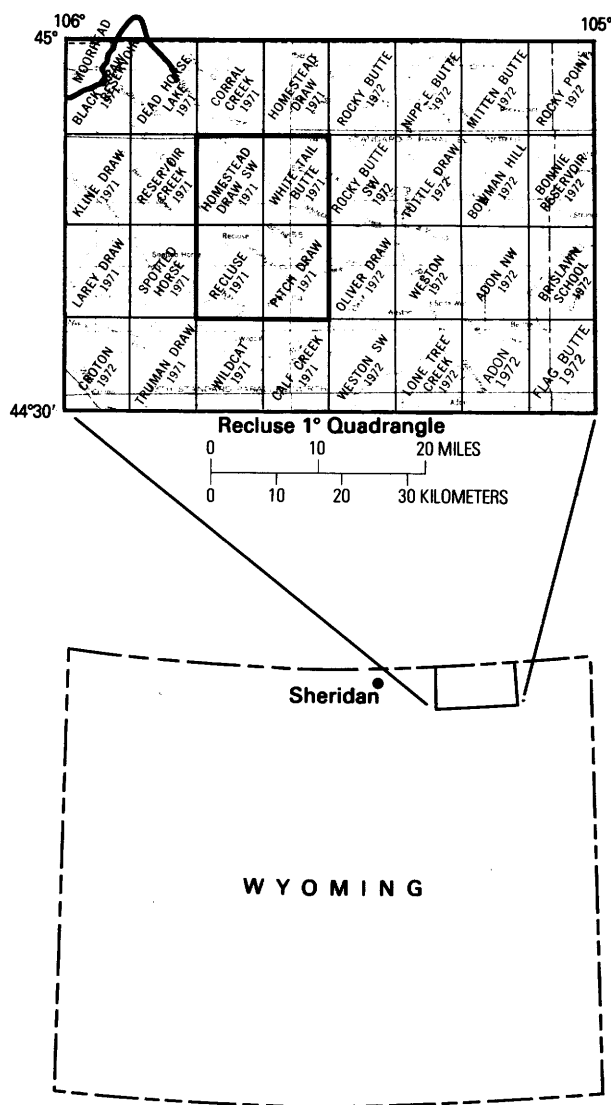 106°
105°
45°
MOORHEAD
RESERVOIR
BLACK DRAW
DEAD HORSE
LAKE
1971
CORRAL
CREEK
1971
HOMESTEAD
DRAW
1971
ROCKY BUTTE
1972
NIPPLE BUTTE
1972
MITTEN BUTTE
1972
ROCKY POINT
1972
KLINE DRAW
1971
RESERVOIR
CREEK
1971
HOMESTEAD
DRAW SW
1971
WHITE TAIL
BUTTE
1971
ROCKY BUTTE
SW
1972
TUTTLE DRAW
1972
BOWMAN HILL
1972
BONNIE
RESERVOIR
1972
Recluse
LAREY DRAW
1971
SPOTTED
HORSE
1971
RECLUSE
1971
PITCH DRAW
1971
OLIVER DRAW
1972
WESTON
1972
ADON NW
1972
BRISLAWN
SCHOOL
1972
CROTON
1972
TRUMAN DRAW
1971
WILDCAT
1971
CALF CREEK
1971
WESTON SW
1972
LONE TREE
CREEK
1972
ADON
1972
FLAG BUTTE
1972
44°30'
Recluse 1° Quadrangle
0 10 20 MILES
0 10 20 30 KILOMETERS
Sheridan
WYOMING